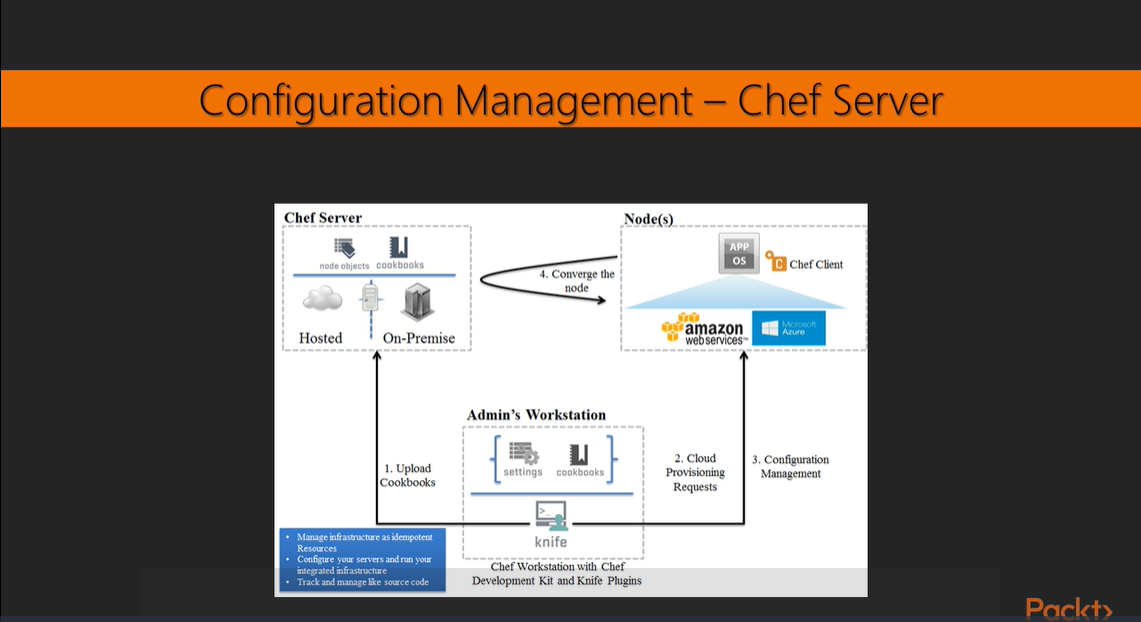 Configuration Management – Chef Server
Chef Server
node objects cookbooks
Hosted
On-Premise
4. Converge the
node
Node(s)
APP
OS
C
Chef Client
amazon
webservices™
Microsoft
Azure
Admin's Workstation
settings cookbooks
>_
knife
1. Upload
Cookbooks
2. Cloud
Provisioning
Requests
3. Configuration
Management
• Manage infrastructure as idempotent
Resources
• Configure your servers and run your
integrated infrastructure
• Track and manage like source code
Chef Workstation with Chef
Development Kit and Knife Plugins
Packt>